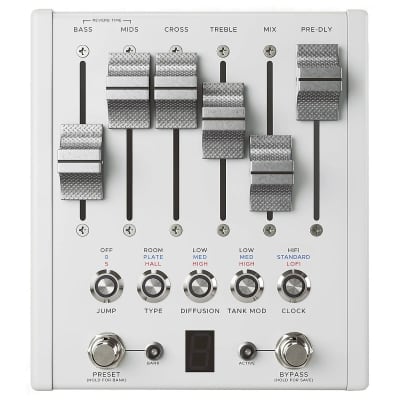 REVERB TIME
BASS MIDS CROSS TREBLE MIX PRE-DLY
OFF ROOM LOW LOW HIFI
0 PLATE MED MED STANDARD
5 HALL HIGH HIGH LOFI
JUMP TYPE DIFFUSION TANK MOD CLOCK
PRESET BANK ACTIVE BYPASS
(HOLD FOR BANK) (HOLD FOR SAVE)